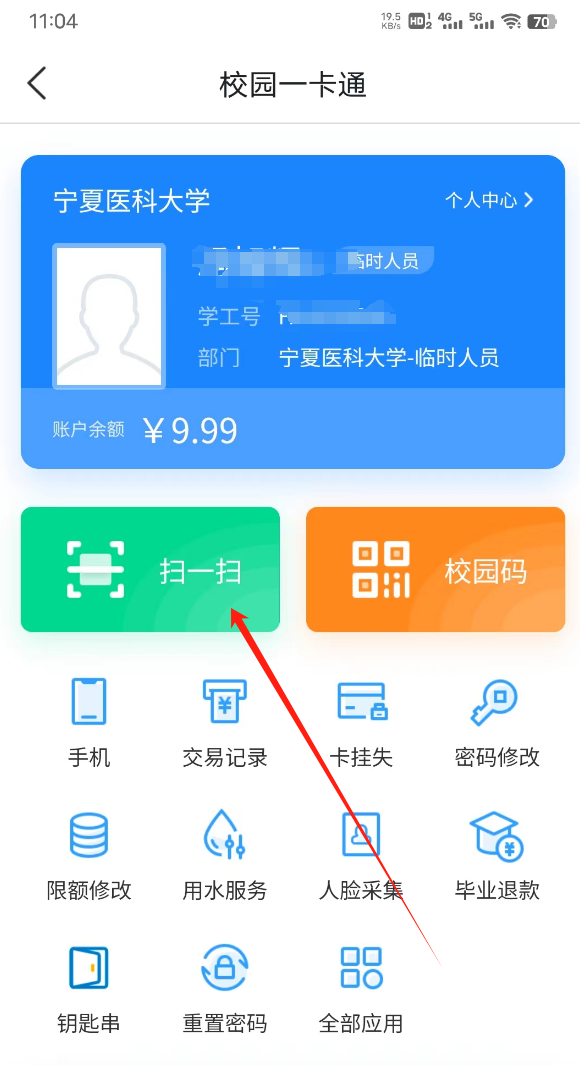 11:04 19.5 KB/s HD 1 2 4G 5G 70
校园一卡通
宁夏医科大学 个人中心
临时人员
学工号
部门 宁夏医科大学-临时人员
账户余额 ¥9.99
扫一扫 校园码
手机 交易记录 卡挂失 密码修改
限额修改 用水服务 人脸采集 毕业退款
钥匙串 重置密码 全部应用